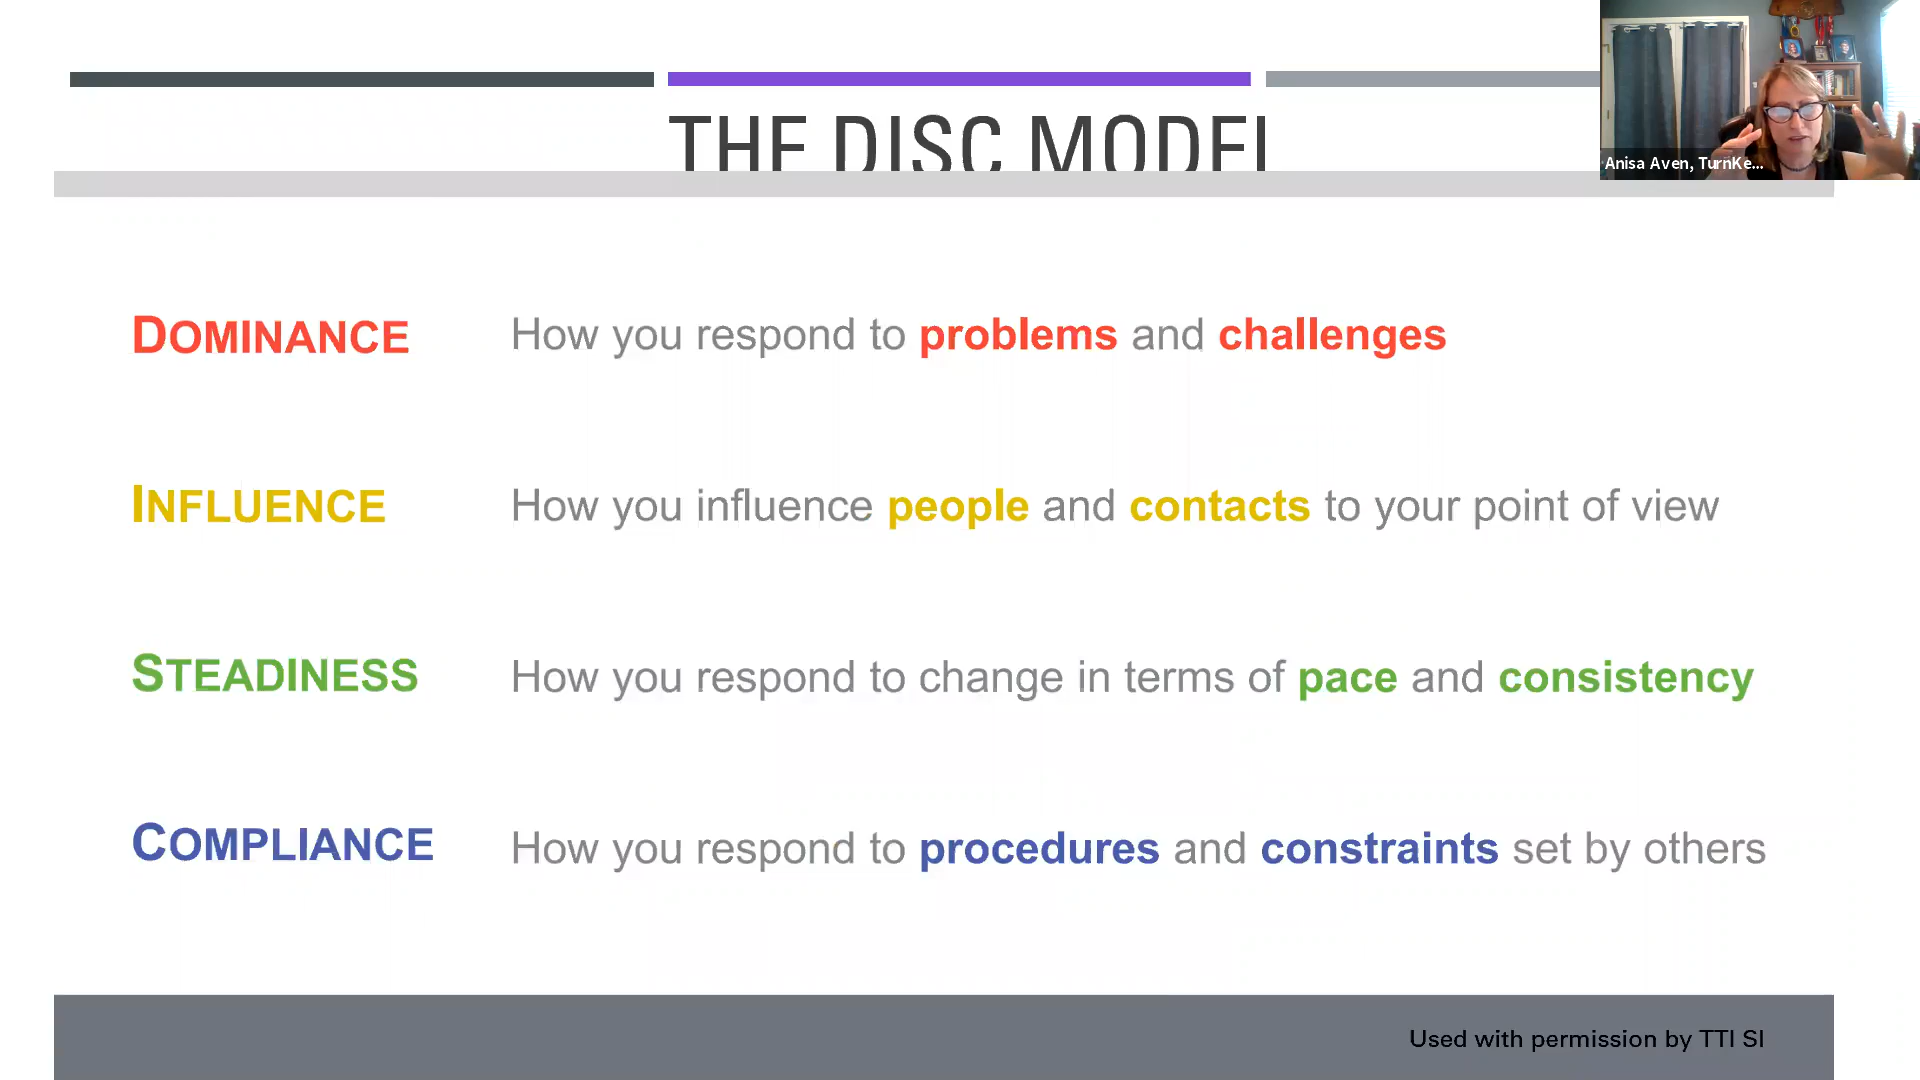 THE DISC MODEL
Anisa Aven, TurnKe...
DOMINANCE How you respond to problems and challenges
INFLUENCE How you influence people and contacts to your point of view
STEADINESS How you respond to change in terms of pace and consistency
COMPLIANCE How you respond to procedures and constraints set by others
Used with permission by TTI SI